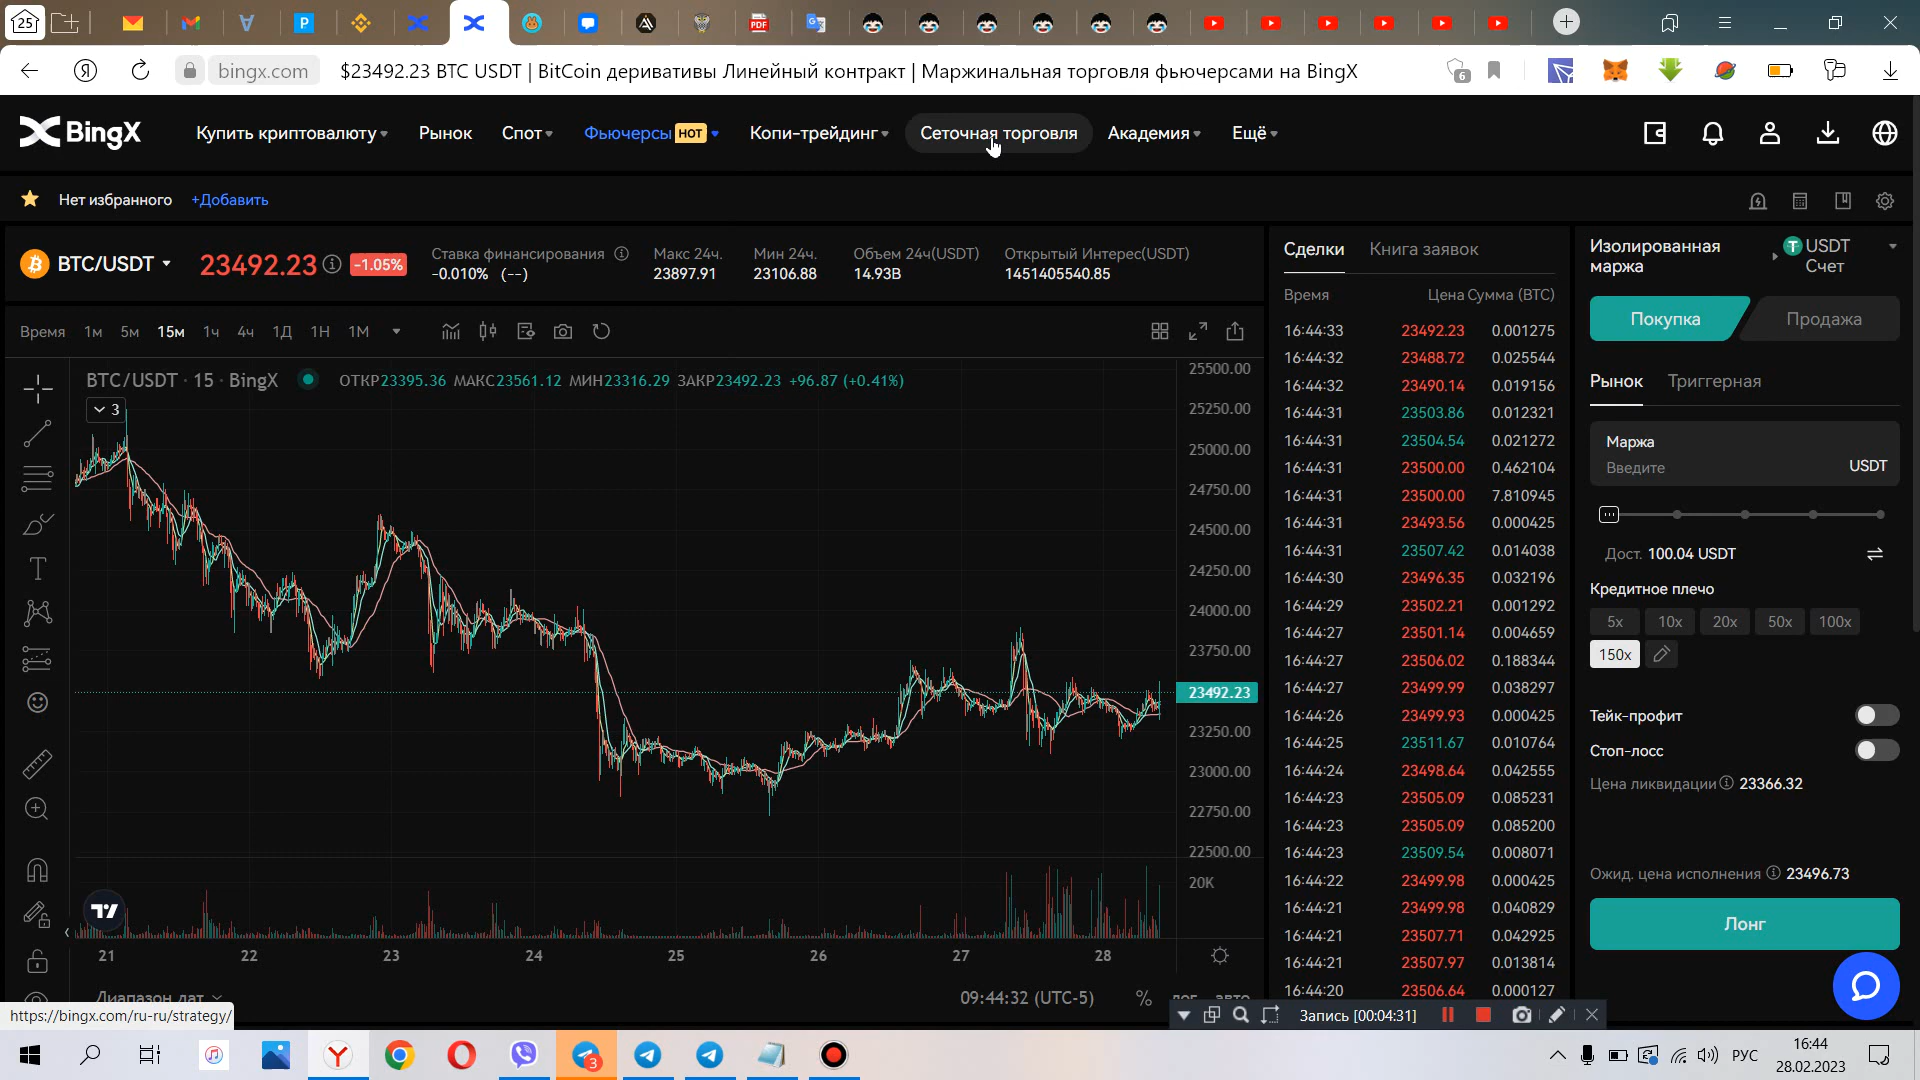 25
6
bingx.com
$23492.23 BTC USDT | BitCoin деривативы Линейный контракт | Маржинальная торговля фьючерсами на BingX
BingX
Купить криптовалюту
Рынок
Спот
Фьючерсы HOT
Копи-трейдинг
Сеточная торговля
Академия
Ещё
Нет избранного
+Добавить
BTC/USDT
23492.23
-1.05%
Ставка финансирования
-0.010% (--)
Макс 24ч.
23897.91
Мин 24ч.
23106.88
Объем 24ч(USDT)
14.93B
Открытый Интерес(USDT)
1451405540.85
Время 1м 5м 15м 1ч 4ч 1Д 1Н 1М
BTC/USDT · 15 · BingX
ОТКР23395.36 МАКС23561.12 МИН23316.29 ЗАКР23492.23 +96.87 (+0.41%)
3
25500.00
25250.00
25000.00
24750.00
24500.00
24250.00
24000.00
23750.00
23492.23
23250.00
23000.00
22750.00
22500.00
20K
21 22 23 24 25 26 27 28
Диапазон дат
09:44:32 (UTC-5)
%
лог
авто
Сделки
Книга заявок
Время Цена Сумма (BTC)
16:44:33 23492.23 0.001275
16:44:32 23488.72 0.025544
16:44:32 23490.14 0.019156
16:44:31 23503.86 0.012321
16:44:31 23504.54 0.021272
16:44:31 23500.00 0.462104
16:44:31 23500.00 7.810945
16:44:31 23493.56 0.000425
16:44:31 23507.42 0.014038
16:44:30 23496.35 0.032196
16:44:29 23502.21 0.001292
16:44:27 23501.14 0.004659
16:44:27 23506.02 0.188344
16:44:27 23499.99 0.038297
16:44:26 23499.93 0.000425
16:44:25 23511.67 0.010764
16:44:24 23498.64 0.042555
16:44:23 23505.09 0.085231
16:44:23 23505.09 0.085200
16:44:23 23509.54 0.008071
16:44:22 23499.98 0.000425
16:44:21 23499.98 0.040829
16:44:21 23507.71 0.042925
16:44:21 23507.97 0.013814
16:44:20 23506.64 0.000127
Изолированная
маржа
USDT
Счет
Покупка
Продажа
Рынок
Триггерная
Маржа
Введите
USDT
Дост. 100.04 USDT
Кредитное плечо
5x 10x 20x 50x 100x
150x
Тейк-профит
Стоп-лосс
Цена ликвидации 23366.32
Ожид. цена исполнения 23496.73
Лонг
https://bingx.com/ru-ru/strategy/
Запись [00:04:31]
3
РУС
16:44
28.02.2023